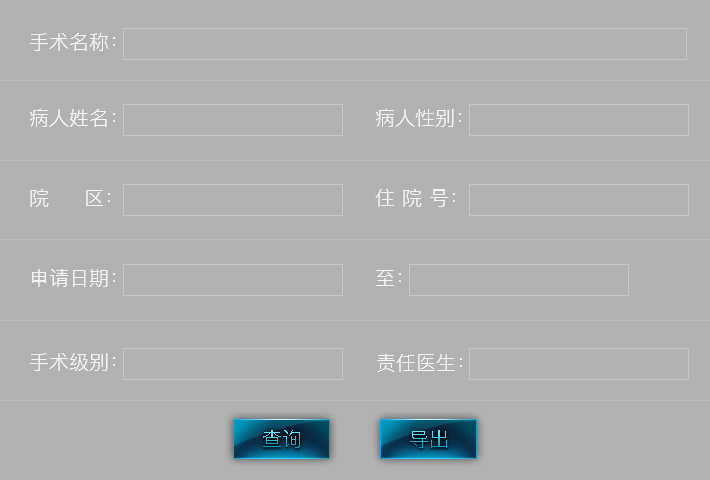 手术名称：
病人姓名： 病人性别：
院 区： 住 院 号：
申请日期： 至：
手术级别： 责任医生：
查询 导出